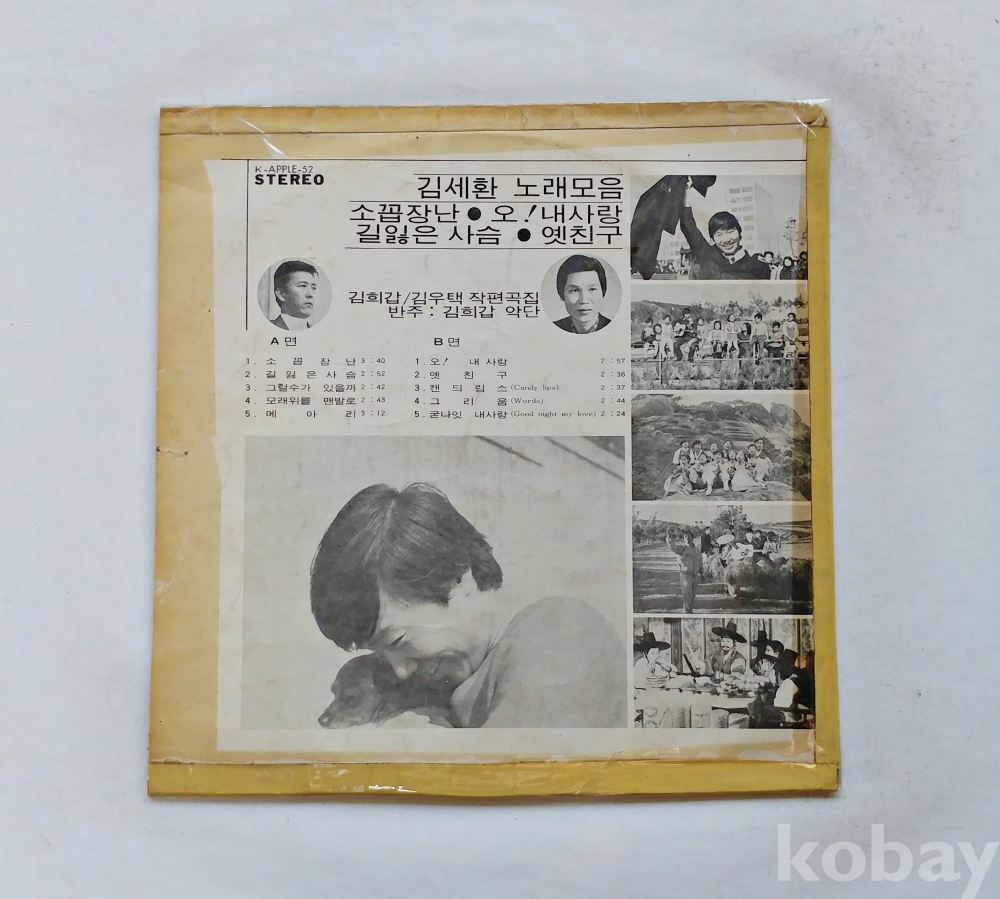 K-APPLE-52
STEREO
김세환 노래모음
소꼽장난 ● 오! 내사랑
길잃은 사슴 ● 옛친구
김희갑/김우택 작편곡집
반주 : 김희갑 악단
A 면
1. 소 꼽 장 난 3 : 40
2. 길 잃 은 사 슴 2 : 52
3. 그럴수가 있을까 2 : 42
4. 모래위를 맨발로 2 : 43
5. 메 아 리 3 : 12
B 면
1. 오! 내 사 랑 2 : 57
2. 옛 친 구 2 : 36
3. 캔 듸 립 스 (Candy lips) 2 : 37
4. 그 리 움 (Words) 2 : 44
5. 굳나잇 내사랑 (Good night my love) 2 : 24
kobay